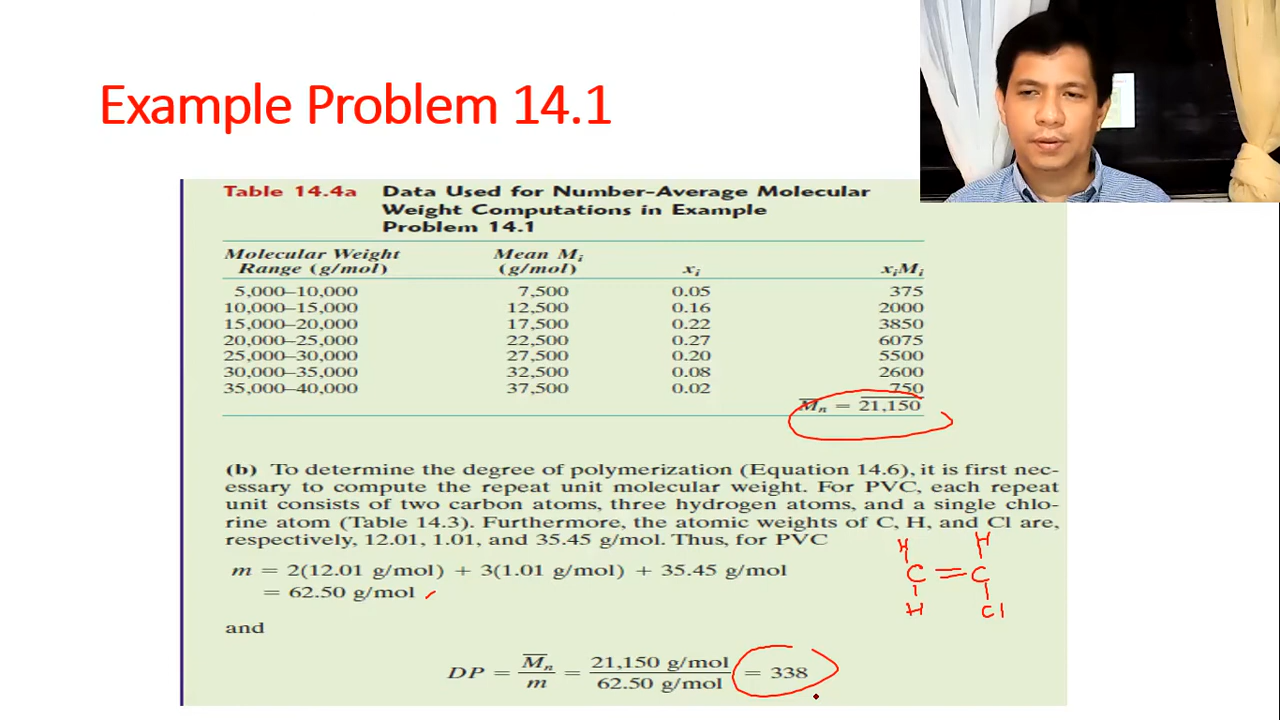 Example Problem 14.1
Table 14.4a Data Used for Number-Average Molecular
Weight Computations in Example
Problem 14.1
Molecular Weight Mean Mi
Range (g/mol) (g/mol) xi xiMi
5,000–10,000 7,500 0.05 375
10,000–15,000 12,500 0.16 2000
15,000–20,000 17,500 0.22 3850
20,000–25,000 22,500 0.27 6075
25,000–30,000 27,500 0.20 5500
30,000–35,000 32,500 0.08 2600
35,000–40,000 37,500 0.02 750
M̅n = 21,150
(b) To determine the degree of polymerization (Equation 14.6), it is first nec-
essary to compute the repeat unit molecular weight. For PVC, each repeat
unit consists of two carbon atoms, three hydrogen atoms, and a single chlo-
rine atom (Table 14.3). Furthermore, the atomic weights of C, H, and Cl are,
respectively, 12.01, 1.01, and 35.45 g/mol. Thus, for PVC
m = 2(12.01 g/mol) + 3(1.01 g/mol) + 35.45 g/mol
= 62.50 g/mol
H H
C = C
H Cl
and
DP = M̅n / m = 21,150 g/mol / 62.50 g/mol = 338